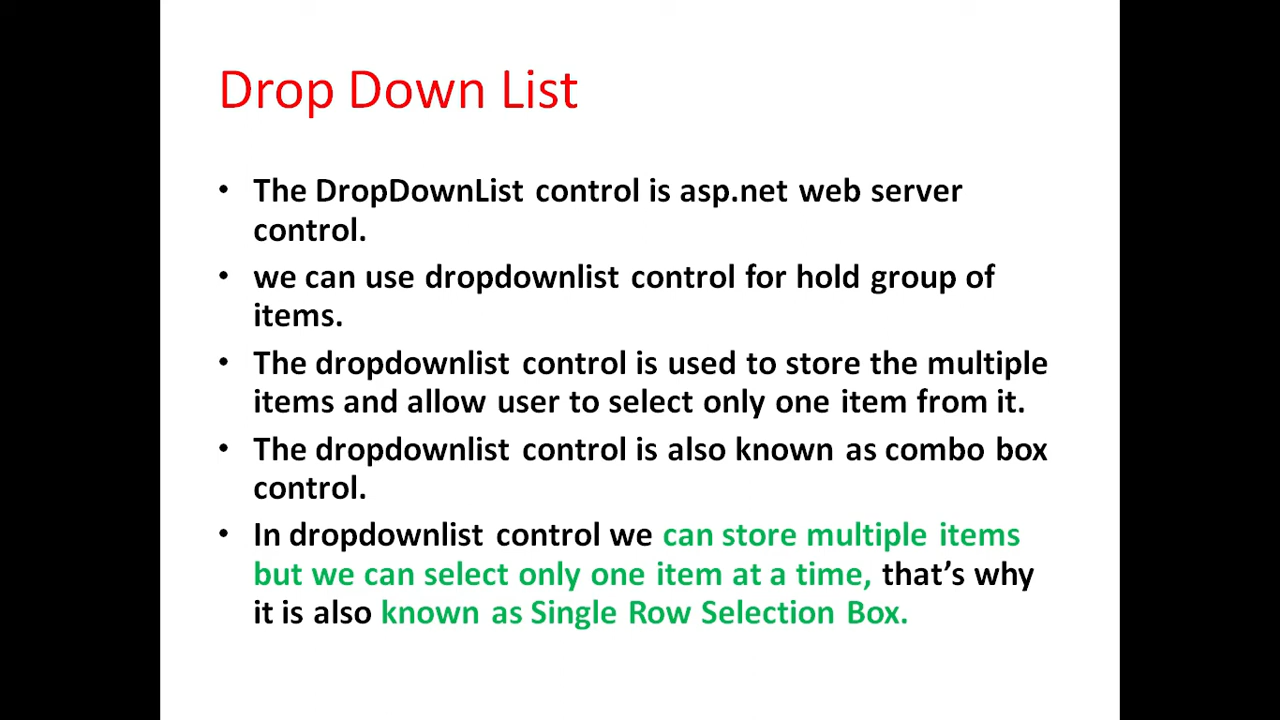 Drop Down List
• The DropDownList control is asp.net web server
control.
• we can use dropdownlist control for hold group of
items.
• The dropdownlist control is used to store the multiple
items and allow user to select only one item from it.
• The dropdownlist control is also known as combo box
control.
• In dropdownlist control we can store multiple items
but we can select only one item at a time, that’s why
it is also known as Single Row Selection Box.